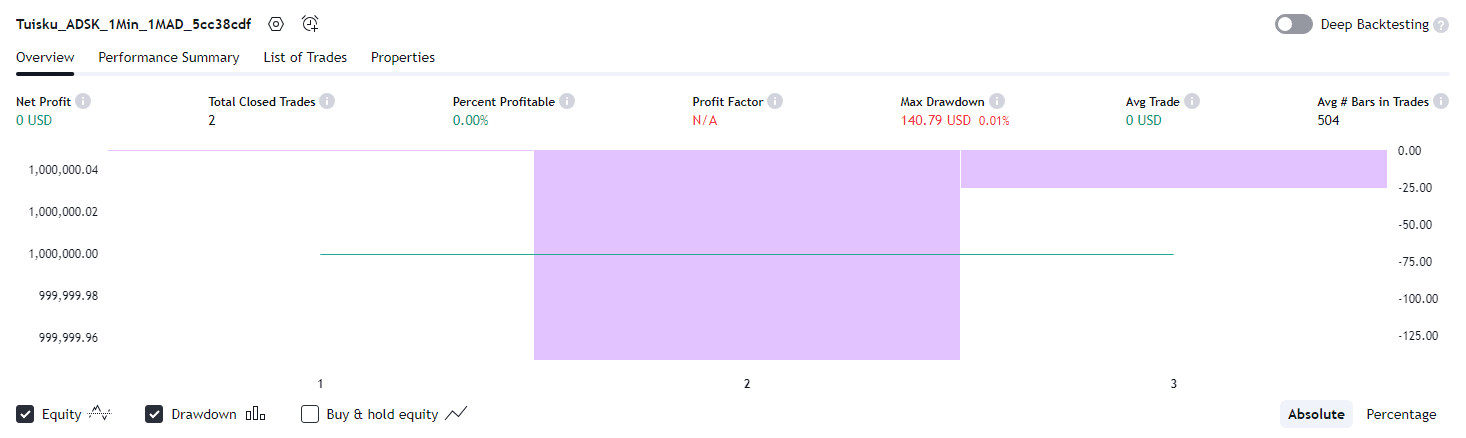 Tuisku_ADSK_1Min_1MAD_5cc38cdf
Deep Backtesting ?
Overview Performance Summary List of Trades Properties
Net Profit Total Closed Trades Percent Profitable Profit Factor Max Drawdown Avg Trade Avg # Bars in Trades
0 USD 2 0.00% N/A 140.79 USD 0.01% 0 USD 504
1,000,000.04
1,000,000.02
1,000,000.00
999,999.98
999,999.96
0.00
-25.00
-50.00
-75.00
-100.00
-125.00
1 2 3
Equity Drawdown Buy & hold equity Absolute Percentage